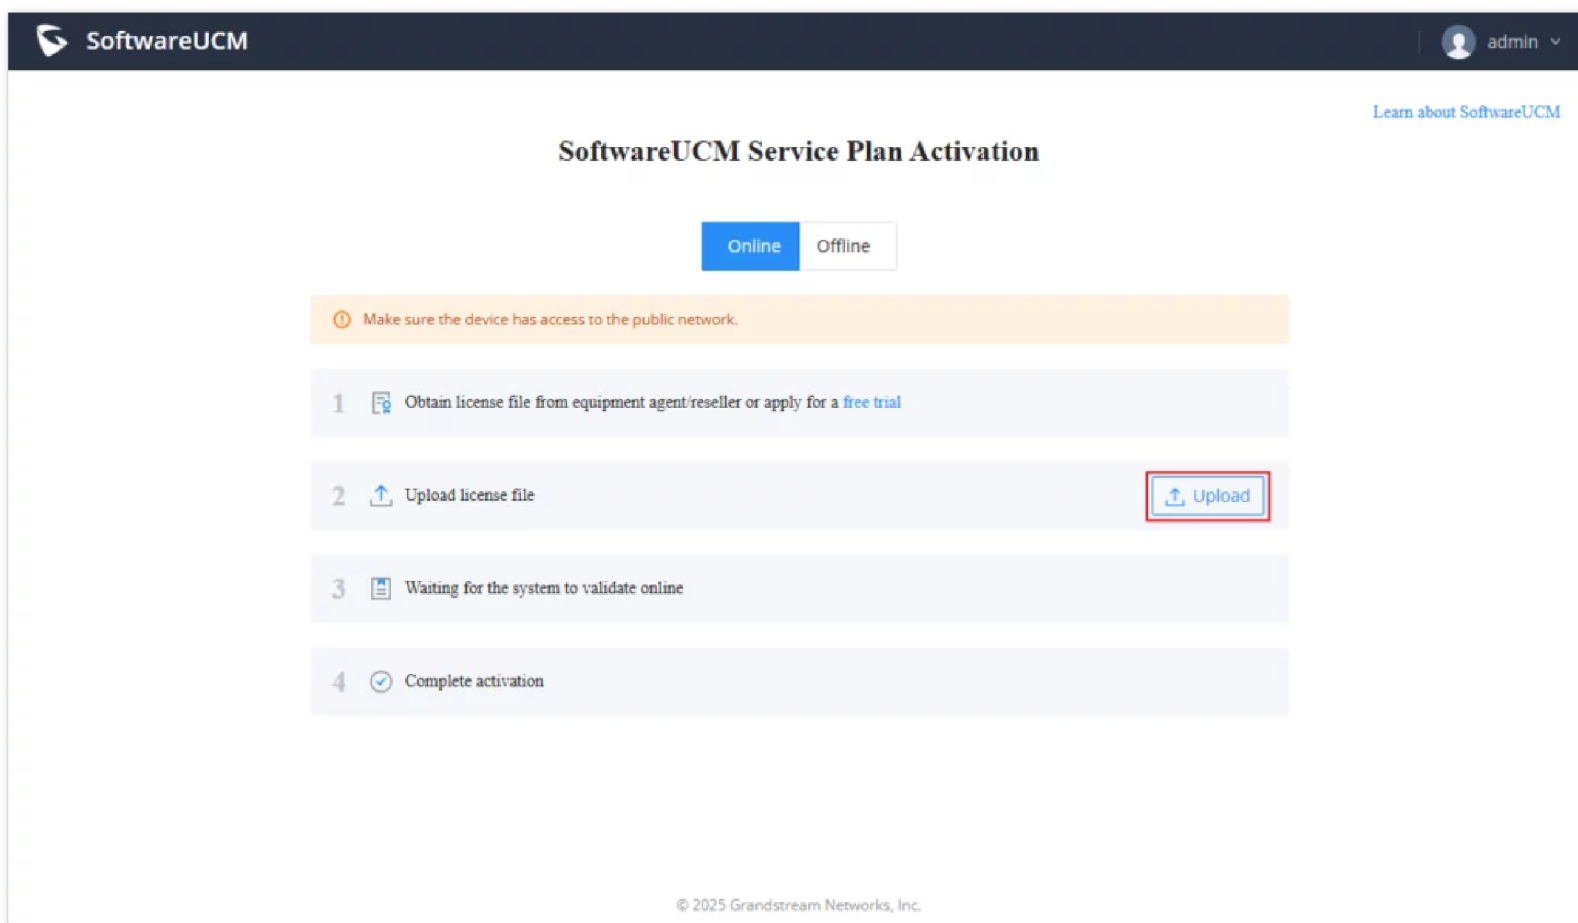 SoftwareUCM
admin
Learn about SoftwareUCM
SoftwareUCM Service Plan Activation
Online Offline
Make sure the device has access to the public network.
1 Obtain license file from equipment agent/reseller or apply for a free trial
2 Upload license file Upload
3 Waiting for the system to validate online
4 Complete activation
© 2025 Grandstream Networks, Inc.